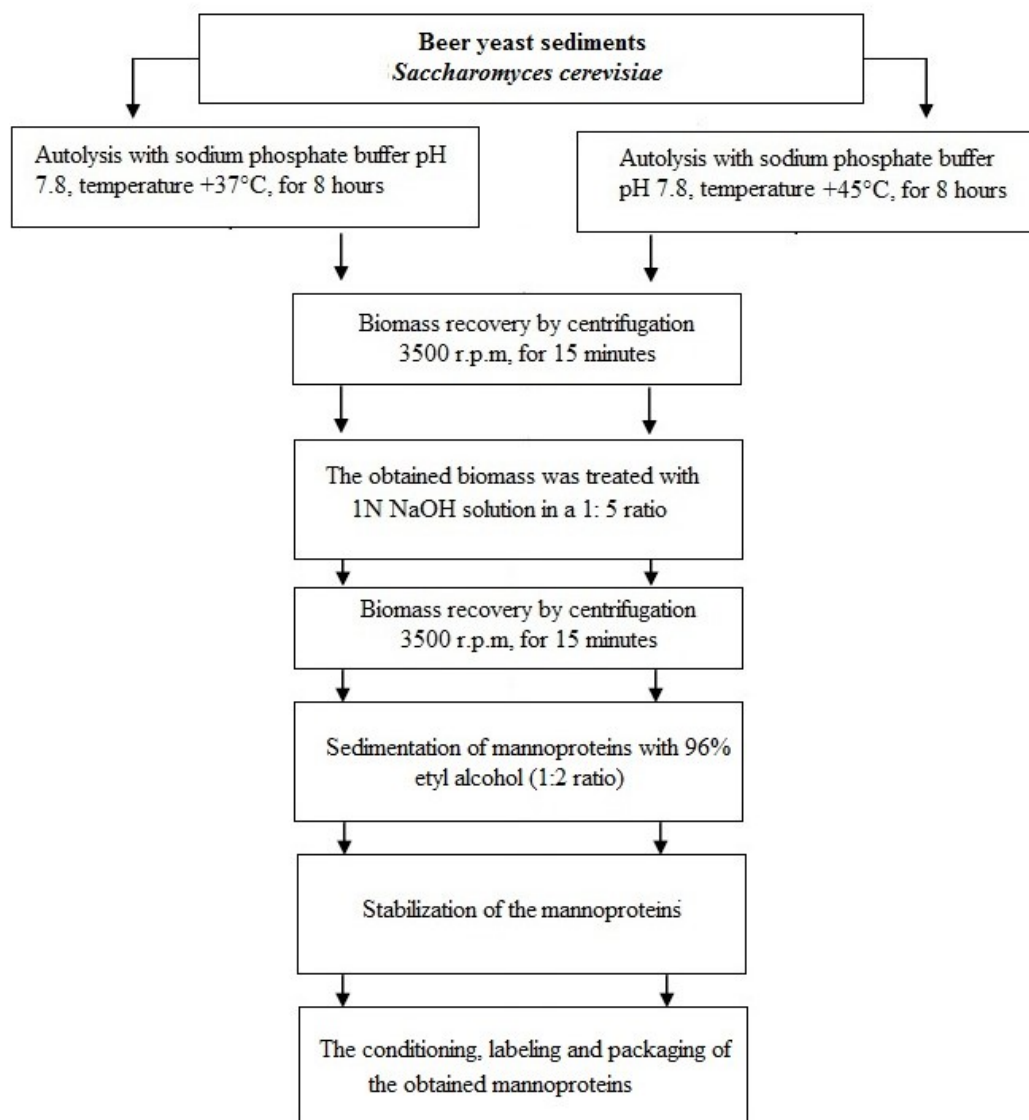 Beer yeast sediments
Saccharomyces cerevisiae
Autolysis with sodium phosphate buffer pH
7.8, temperature +37°C, for 8 hours
Autolysis with sodium phosphate buffer
pH 7.8, temperature +45°C, for 8 hours
Biomass recovery by centrifugation
3500 r.p.m, for 15 minutes
The obtained biomass was treated with
1N NaOH solution in a 1: 5 ratio
Biomass recovery by centrifugation
3500 r.p.m, for 15 minutes
Sedimentation of mannoproteins with 96%
etyl alcohol (1:2 ratio)
Stabilization of the mannoproteins
The conditioning, labeling and packaging of
the obtained mannoproteins